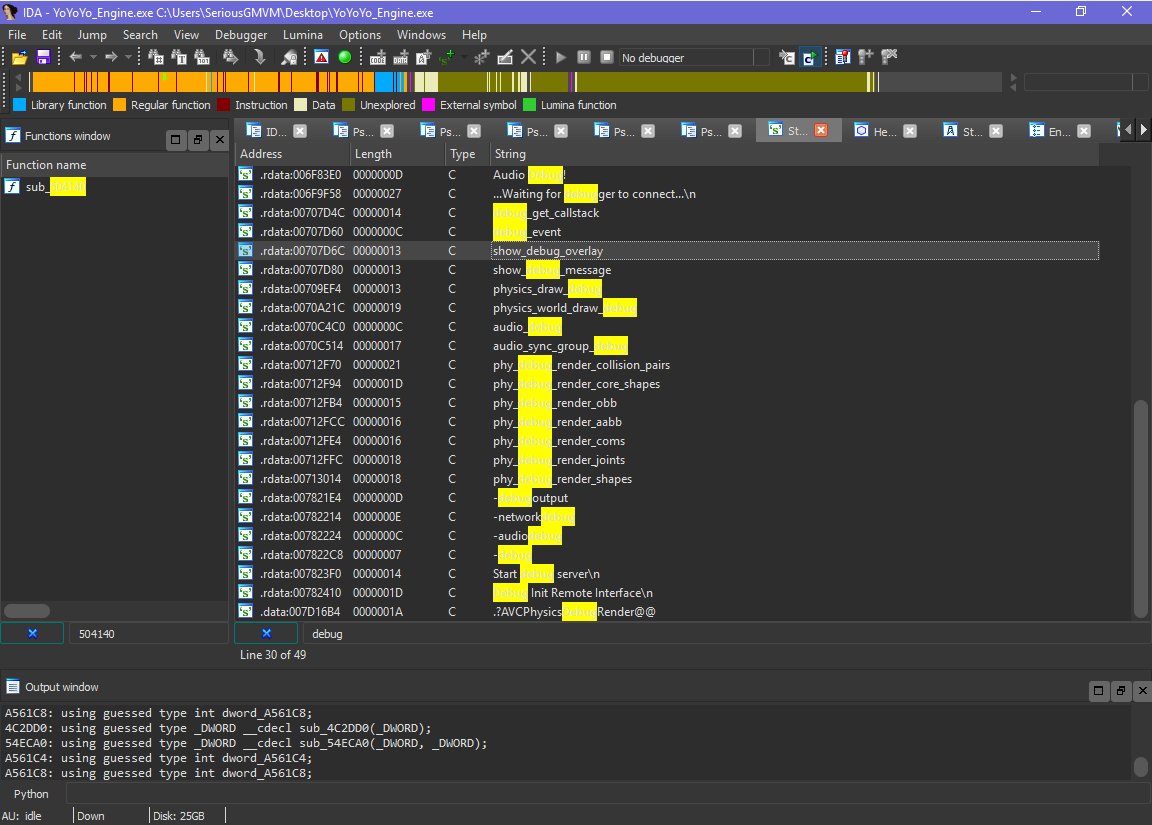 IDA - YoYoYo_Engine.exe C:\Users\SeriousGMVM\Desktop\YoYoYo_Engine.exe
File Edit Jump Search View Debugger Lumina Options Windows Help
No debugger
Library function Regular function Instruction Data Unexplored External symbol Lumina function
Functions window
ID... Ps... Ps... Ps... Ps... Ps... St... He... St... En...
Function name
sub_504140
Address Length Type String
.rdata:006F83E0 0000000D C Audio Debug!
.rdata:006F9F58 00000027 C ...Waiting for debugger to connect...\n
.rdata:00707D4C 00000014 C debug_get_callstack
.rdata:00707D60 0000000C C debug_event
.rdata:00707D6C 00000013 C show_debug_overlay
.rdata:00707D80 00000013 C show_debug_message
.rdata:00709EF4 00000013 C physics_draw_debug
.rdata:0070A21C 00000019 C physics_world_draw_debug
.rdata:0070C4C0 0000000C C audio_debug
.rdata:0070C514 00000017 C audio_sync_group_debug
.rdata:00712F70 00000021 C phy_debug_render_collision_pairs
.rdata:00712F94 0000001D C phy_debug_render_core_shapes
.rdata:00712FB4 00000015 C phy_debug_render_obb
.rdata:00712FCC 00000016 C phy_debug_render_aabb
.rdata:00712FE4 00000016 C phy_debug_render_coms
.rdata:00712FFC 00000018 C phy_debug_render_joints
.rdata:00713014 00000018 C phy_debug_render_shapes
.rdata:007821E4 0000000D C -debugoutput
.rdata:00782214 0000000E C -networkdebug
.rdata:00782224 0000000C C -audiodebug
.rdata:007822C8 00000007 C -debug
.rdata:007823F0 00000014 C Start debug server\n
.rdata:00782410 0000001D C Debug Init Remote Interface\n
.data:007D16B4 0000001A C .?AVCPhysicsDebugRender@@
504140
debug
Line 30 of 49
Output window
A561C8: using guessed type int dword_A561C8;
4C2DD0: using guessed type _DWORD __cdecl sub_4C2DD0(_DWORD);
54ECA0: using guessed type _DWORD __cdecl sub_54ECA0(_DWORD, _DWORD);
A561C4: using guessed type int dword_A561C4;
A561C8: using guessed type int dword_A561C8;
Python
AU: idle Down Disk: 25GB